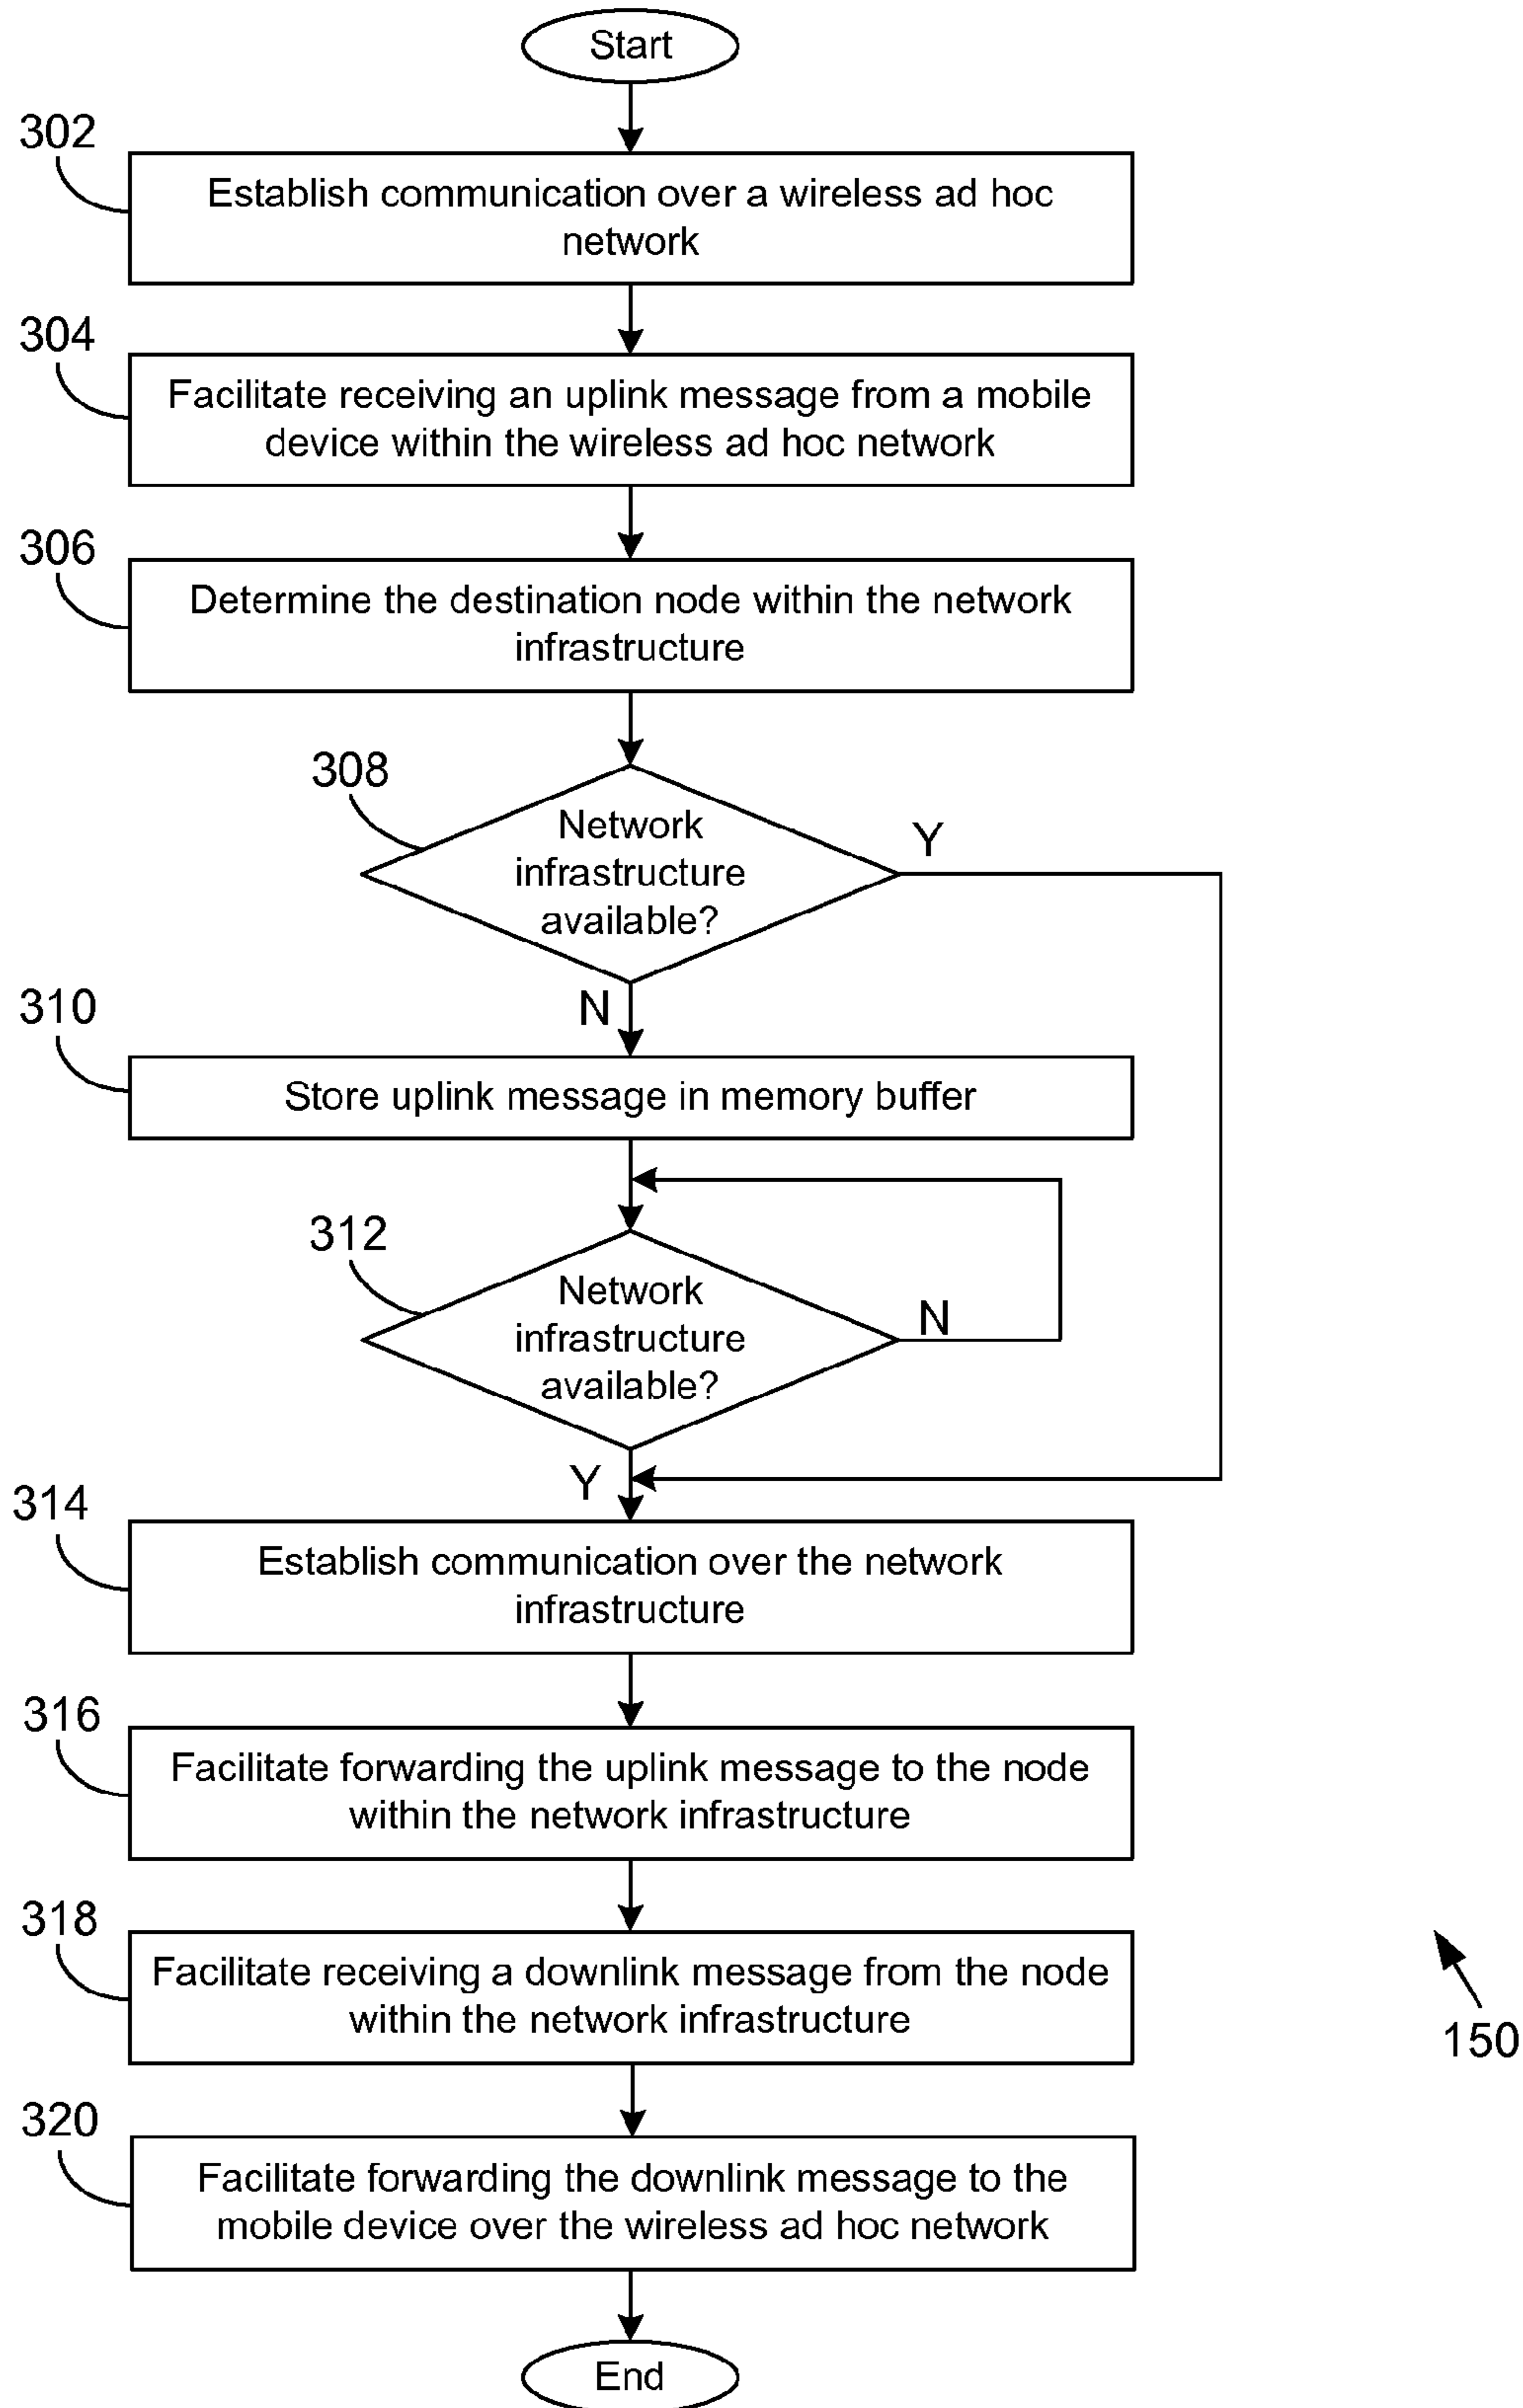 Start
302
Establish communication over a wireless ad hoc
network
304
Facilitate receiving an uplink message from a mobile
device within the wireless ad hoc network
306
Determine the destination node within the network
infrastructure
308
Network
infrastructure
available?
Y
N
310
Store uplink message in memory buffer
312
Network
infrastructure
available?
N
Y
314
Establish communication over the network
infrastructure
316
Facilitate forwarding the uplink message to the node
within the network infrastructure
318
Facilitate receiving a downlink message from the node
within the network infrastructure
150
320
Facilitate forwarding the downlink message to the
mobile device over the wireless ad hoc network
End